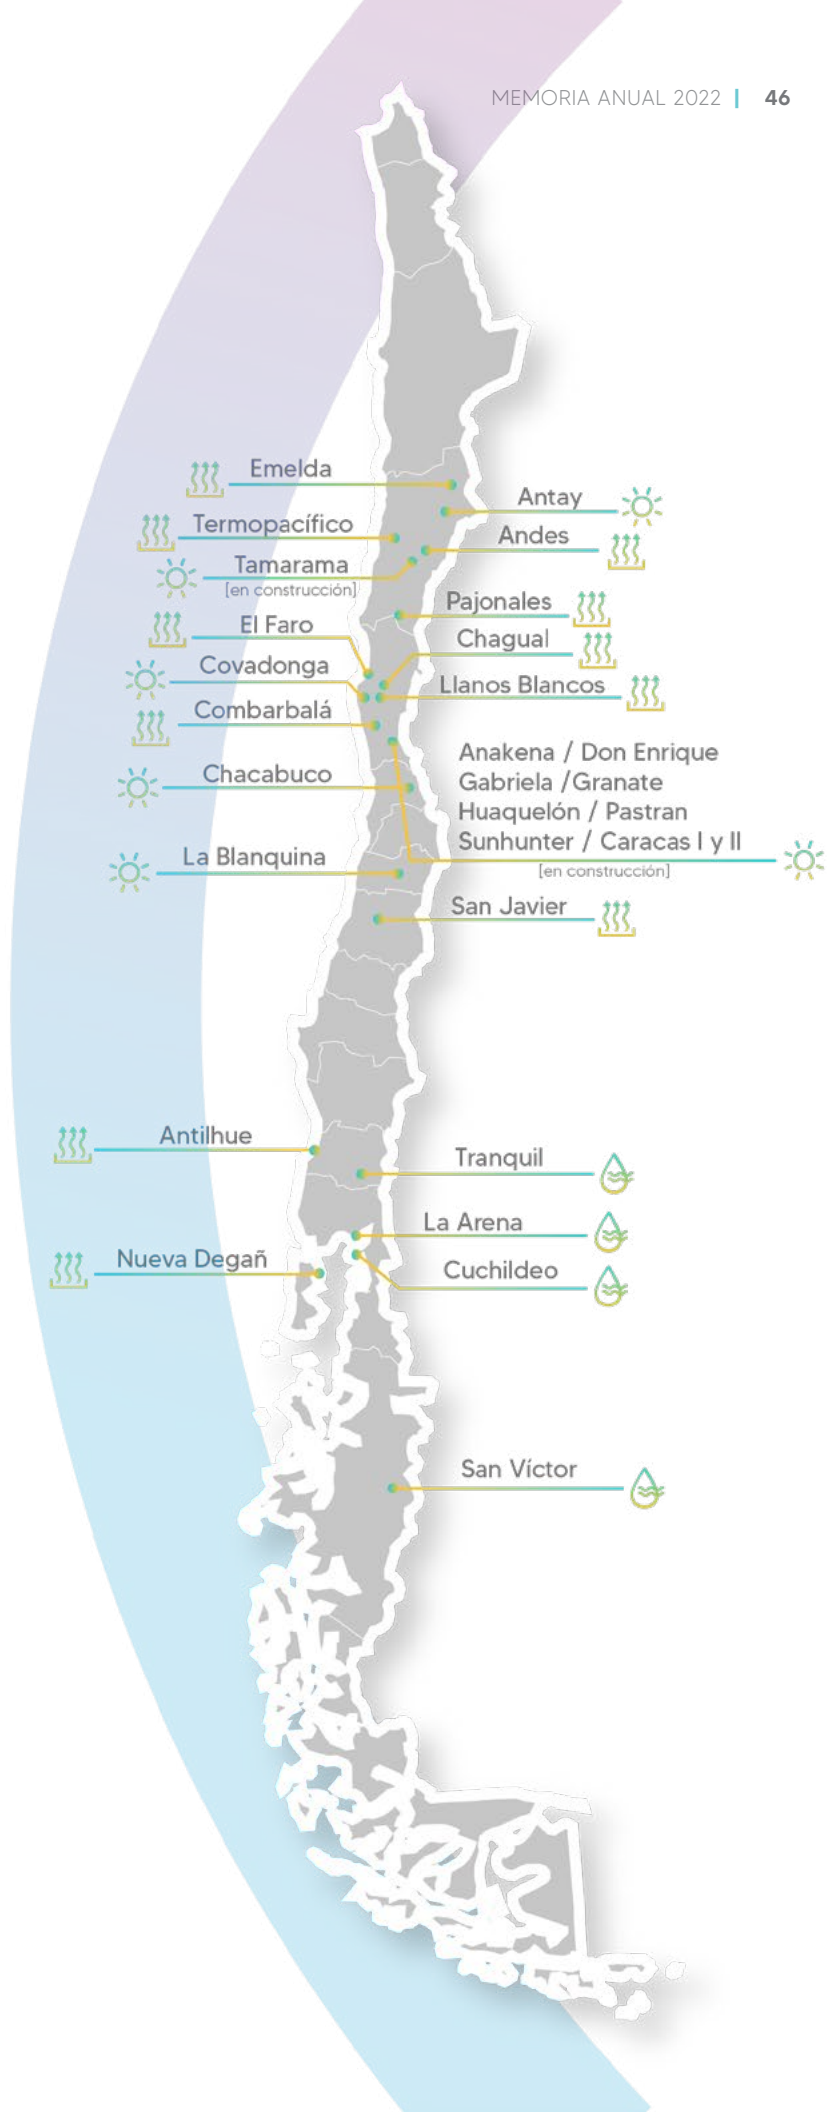 MEMORIA ANUAL 2022 | 46
Emelda
Antay
Termopacífico
Andes
Tamarama
[en construcción]
Pajonales
El Faro
Chagual
Covadonga
Llanos Blancos
Combarbalá
Anakena / Don Enrique
Gabriela /Granate
Huaquelón / Pastran
Sunhunter / Caracas I y II
[en construcción]
Chacabuco
La Blanquina
San Javier
Antilhue
Tranquil
La Arena
Nueva Degañ
Cuchildeo
San Víctor